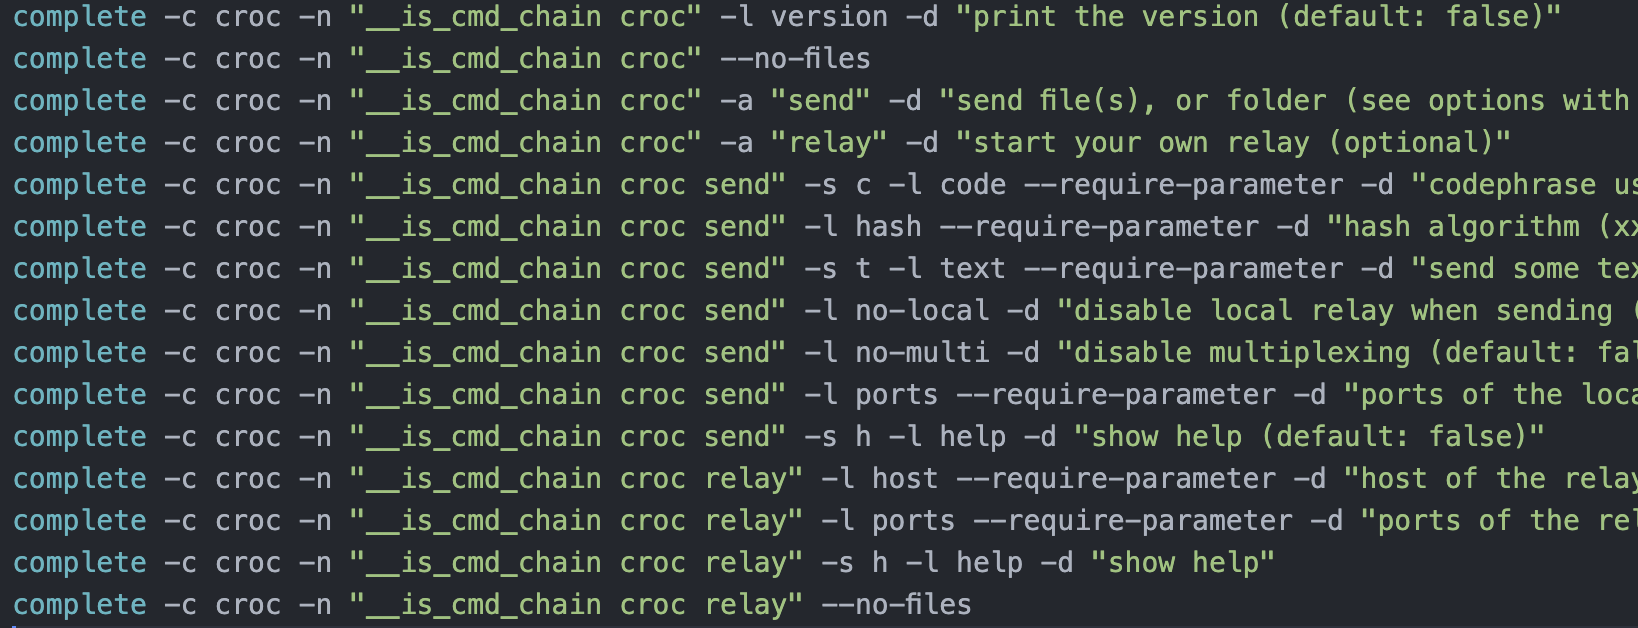 complete -c croc -n "__is_cmd_chain croc" -l version -d "print the version (default: false)"
complete -c croc -n "__is_cmd_chain croc" --no-files
complete -c croc -n "__is_cmd_chain croc" -a "send" -d "send file(s), or folder (see options with
complete -c croc -n "__is_cmd_chain croc" -a "relay" -d "start your own relay (optional)"
complete -c croc -n "__is_cmd_chain croc send" -s c -l code --require-parameter -d "codephrase us
complete -c croc -n "__is_cmd_chain croc send" -l hash --require-parameter -d "hash algorithm (xx
complete -c croc -n "__is_cmd_chain croc send" -s t -l text --require-parameter -d "send some tex
complete -c croc -n "__is_cmd_chain croc send" -l no-local -d "disable local relay when sending (
complete -c croc -n "__is_cmd_chain croc send" -l no-multi -d "disable multiplexing (default: fal
complete -c croc -n "__is_cmd_chain croc send" -l ports --require-parameter -d "ports of the loca
complete -c croc -n "__is_cmd_chain croc send" -s h -l help -d "show help (default: false)"
complete -c croc -n "__is_cmd_chain croc relay" -l host --require-parameter -d "host of the relay
complete -c croc -n "__is_cmd_chain croc relay" -l ports --require-parameter -d "ports of the rel
complete -c croc -n "__is_cmd_chain croc relay" -s h -l help -d "show help"
complete -c croc -n "__is_cmd_chain croc relay" --no-files